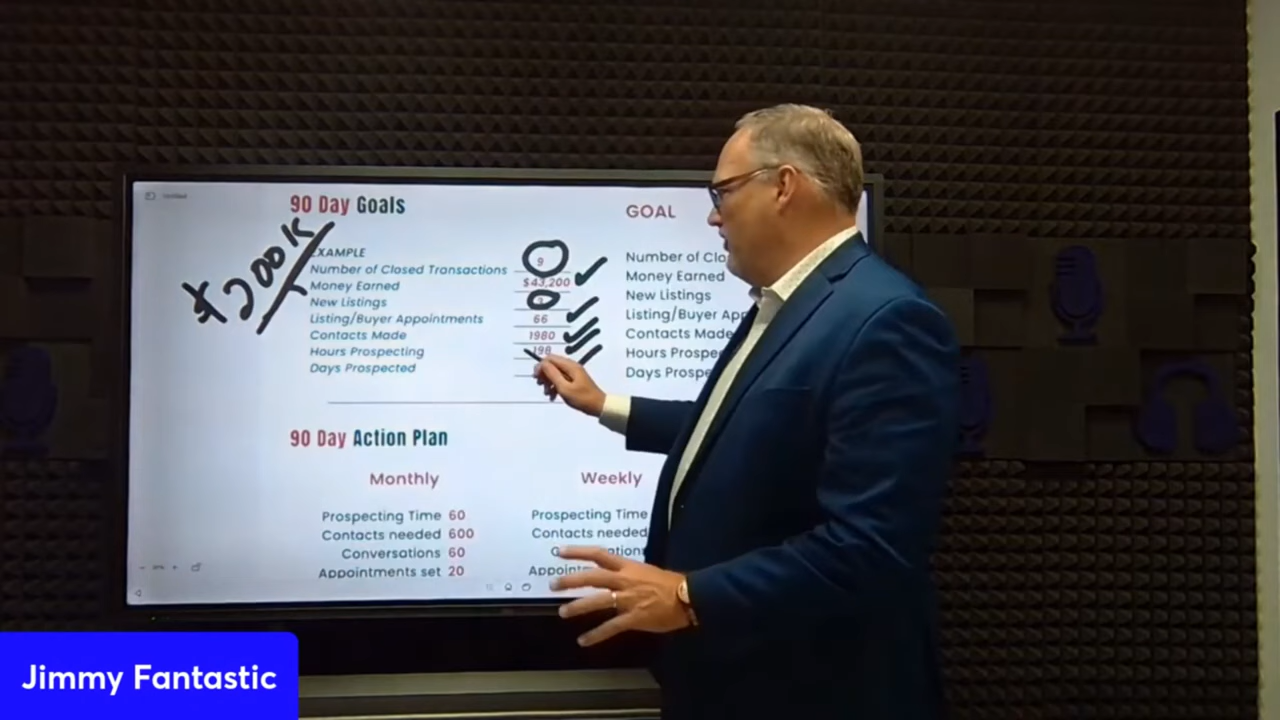 Untitled
90 Day Goals
GOAL
$200K
EXAMPLE
Number of Closed Transactions 9
Money Earned $43,200
New Listings
Listing/Buyer Appointments 66
Contacts Made 1980
Hours Prospecting 198
Days Prospected
Number of Clo
Money Earned
New Listings
Listing/Buyer App
Contacts Made
Hours Prospe
Days Prospe
90 Day Action Plan
Monthly
Prospecting Time 60
Contacts needed 600
Conversations 60
Appointments set 20
Weekly
Prospecting Time
Contacts needed
Appoint
Jimmy Fantastic